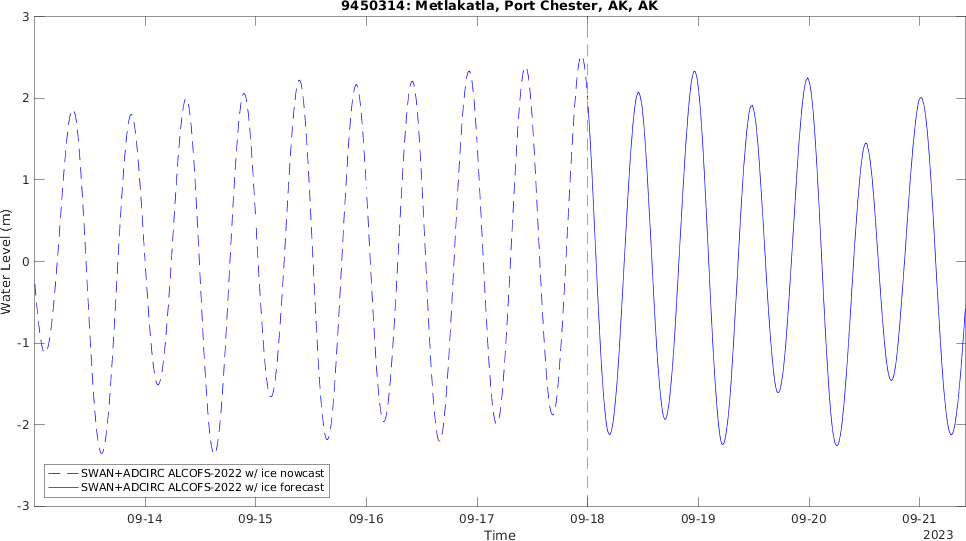 9450314: Metlakatla, Port Chester, AK, AK
3
2
1
0
-1
-2
-3
Water Level (m)
SWAN+ADCIRC ALCOFS-2022 w/ ice nowcast
SWAN+ADCIRC ALCOFS-2022 w/ ice forecast
09-14 09-15 09-16 09-17 09-18 09-19 09-20 09-21
Time
2023